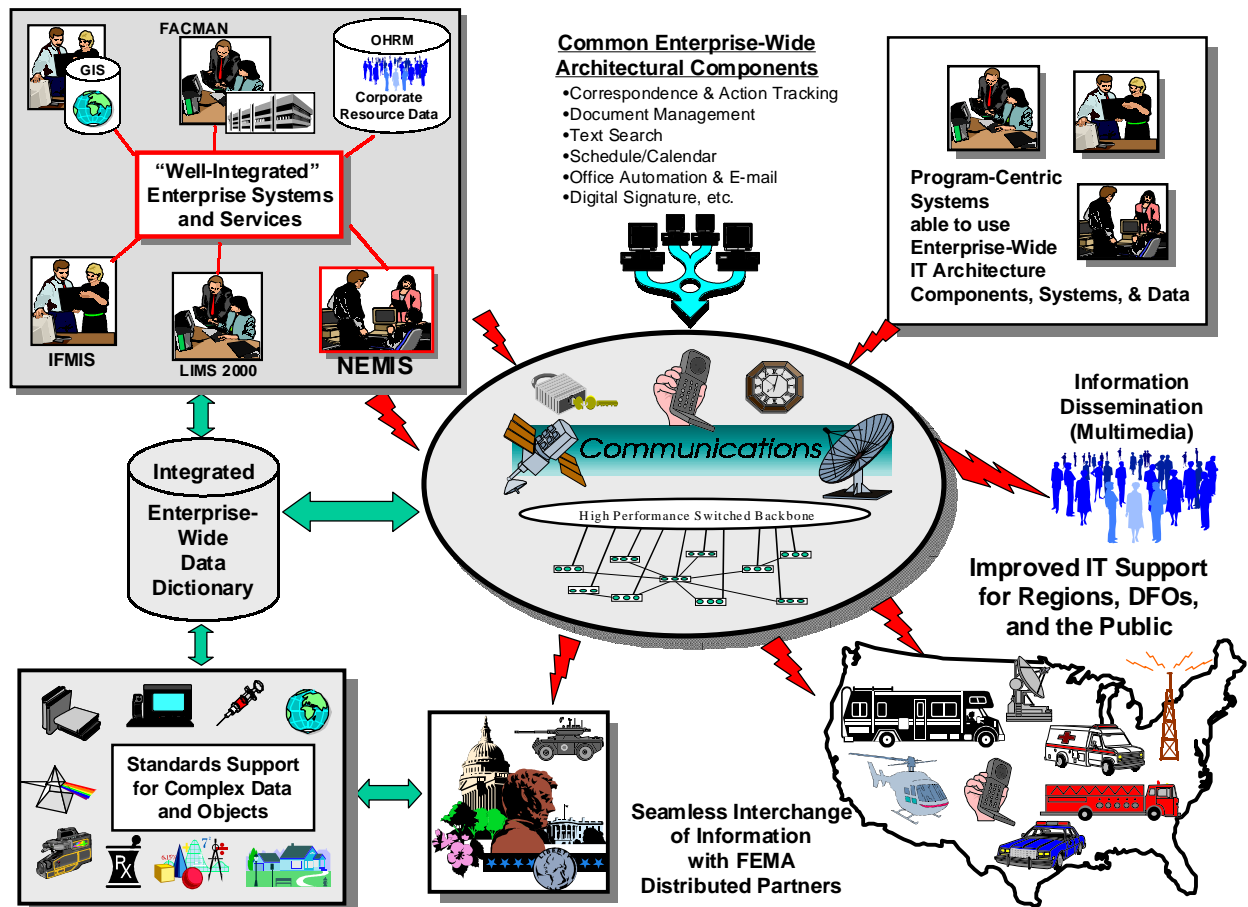 FACMAN
GIS
OHRM
Corporate
Resource Data
“Well-Integrated”
Enterprise Systems
and Services
IFMIS
LIMS 2000
NEMIS
Common Enterprise-Wide
Architectural Components
•Correspondence & Action Tracking
•Document Management
•Text Search
•Schedule/Calendar
•Office Automation & E-mail
•Digital Signature, etc.
Program-Centric
Systems
able to use
Enterprise-Wide
IT Architecture
Components, Systems, & Data
Communications
High Performance Switched Backbone
Information
Dissemination
(Multimedia)
Integrated
Enterprise-
Wide
Data
Dictionary
Improved IT Support
for Regions, DFOs,
and the Public
Standards Support
for Complex Data
and Objects
Rx
Seamless Interchange
of Information
with FEMA
Distributed Partners